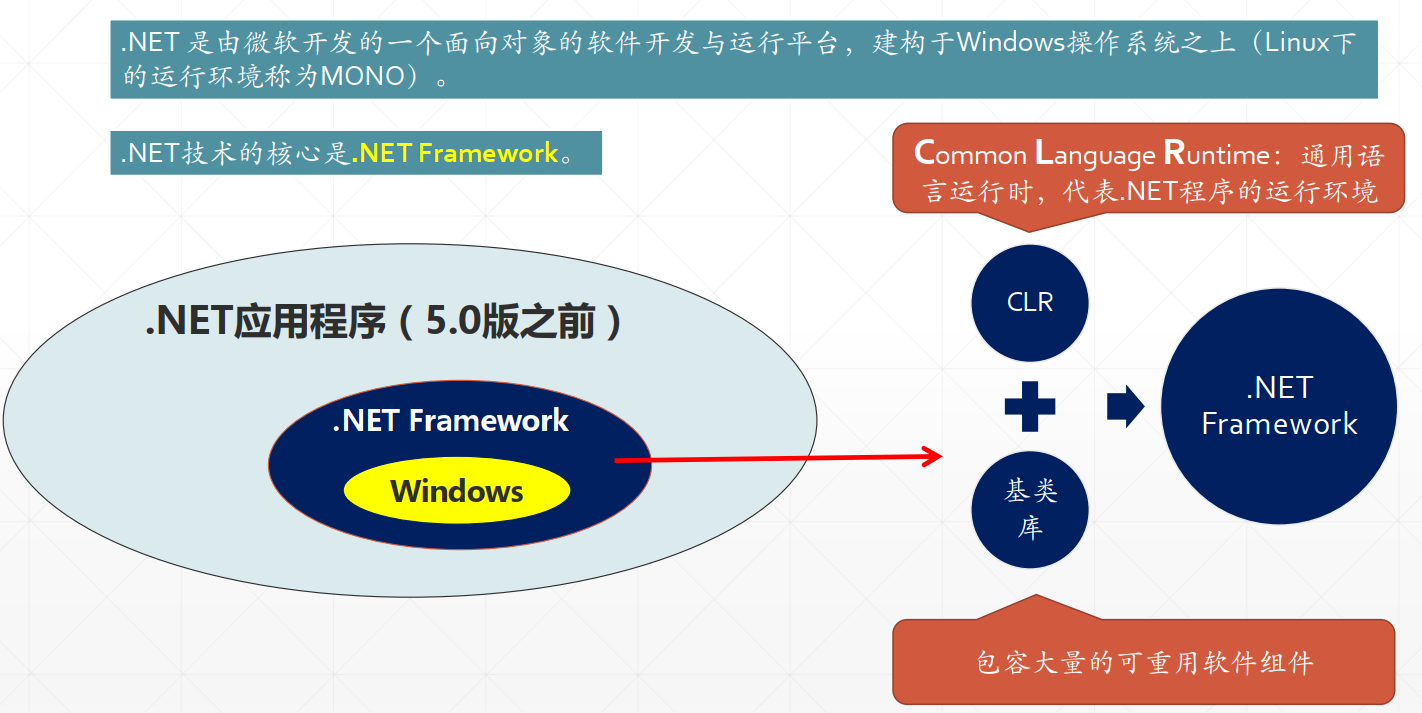 .NET 是由微软开发的一个面向对象的软件开发与运行平台，建构于Windows操作系统之上（Linux下
的运行环境称为MONO）。
.NET技术的核心是.NET Framework。
Common Language Runtime：通用语
言运行时，代表.NET程序的运行环境
.NET应用程序（5.0版之前）
.NET Framework
Windows
CLR
基类
库
.NET
Framework
包容大量的可重用软件组件